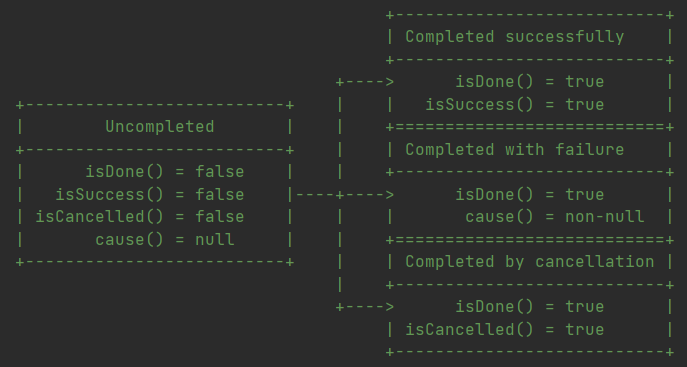 +---------------------------+
                                      | Completed successfully    |
                                      +---------------------------+
                                 +---->      isDone() = true      |
 +--------------------------+    |    |   isSuccess() = true      |
 |        Uncompleted       |    |    +===========================+
 +--------------------------+    |    | Completed with failure    |
 |      isDone() = false    |    |    +---------------------------+
 |   isSuccess() = false    |----+---->      isDone() = true      |
 | isCancelled() = false    |    |    |       cause() = non-null  |
 |       cause() = null     |    |    +===========================+
 +--------------------------+    |    | Completed by cancellation |
                                 |    +---------------------------+
                                 +---->      isDone() = true      |
                                      | isCancelled() = true      |
                                      +---------------------------+